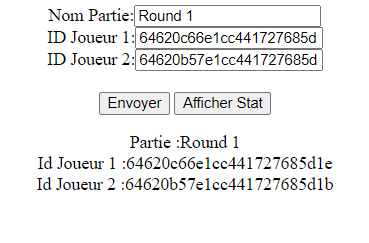 Nom Partie: Round 1
ID Joueur 1: 64620c66e1cc441727685d
ID Joueur 2: 64620b57e1cc441727685d
Envoyer Afficher Stat
Partie :Round 1
Id Joueur 1 :64620c66e1cc441727685d1e
Id Joueur 2 :64620b57e1cc441727685d1b